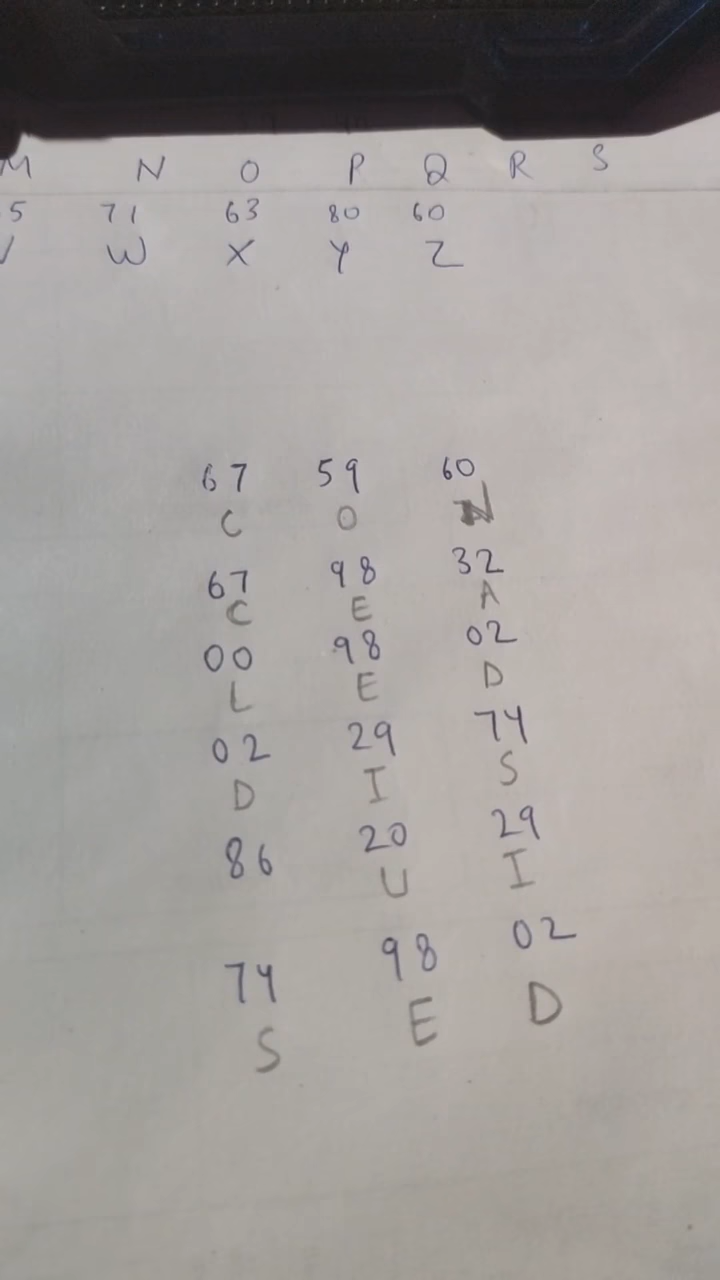 M N O P Q R S
5 71 63 80 60
V W X Y Z
67 59 60
C O N
67 98 32
C E A
00 98 02
L E D
02 29 74
D I S
86 20 29
U I
74 98 02
S E D